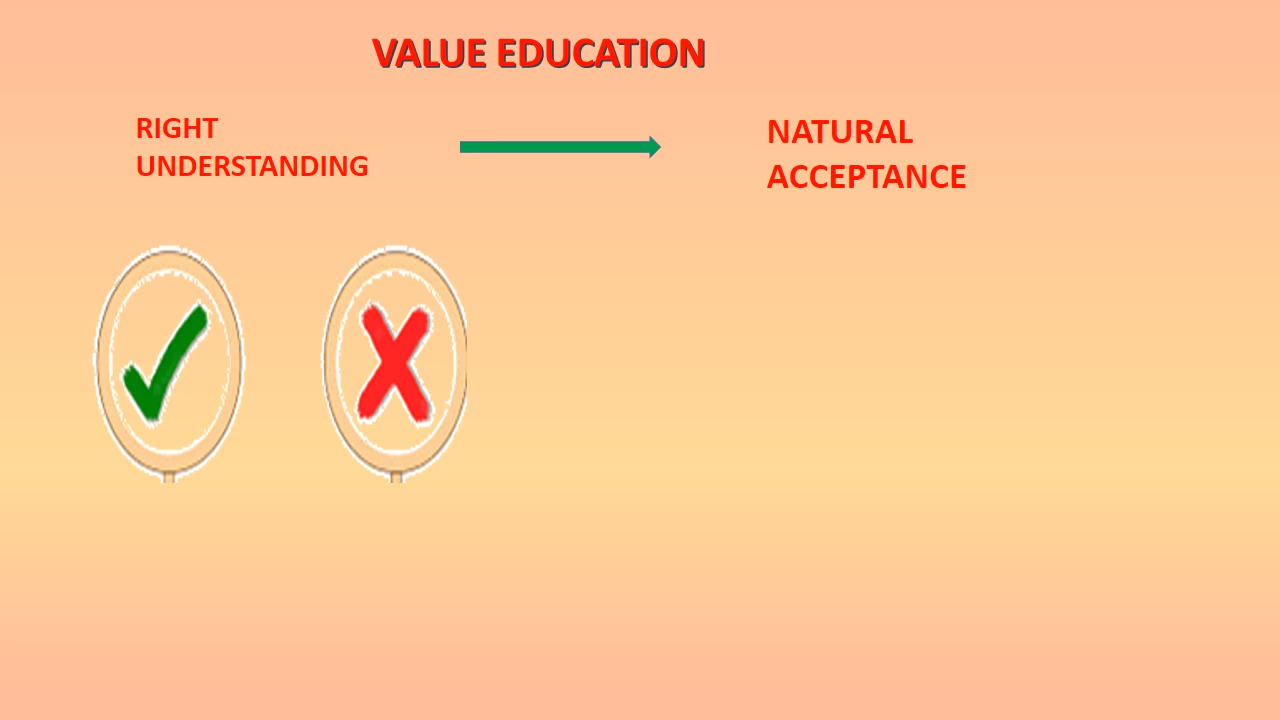 VALUE EDUCATION
RIGHT
UNDERSTANDING
NATURAL
ACCEPTANCE